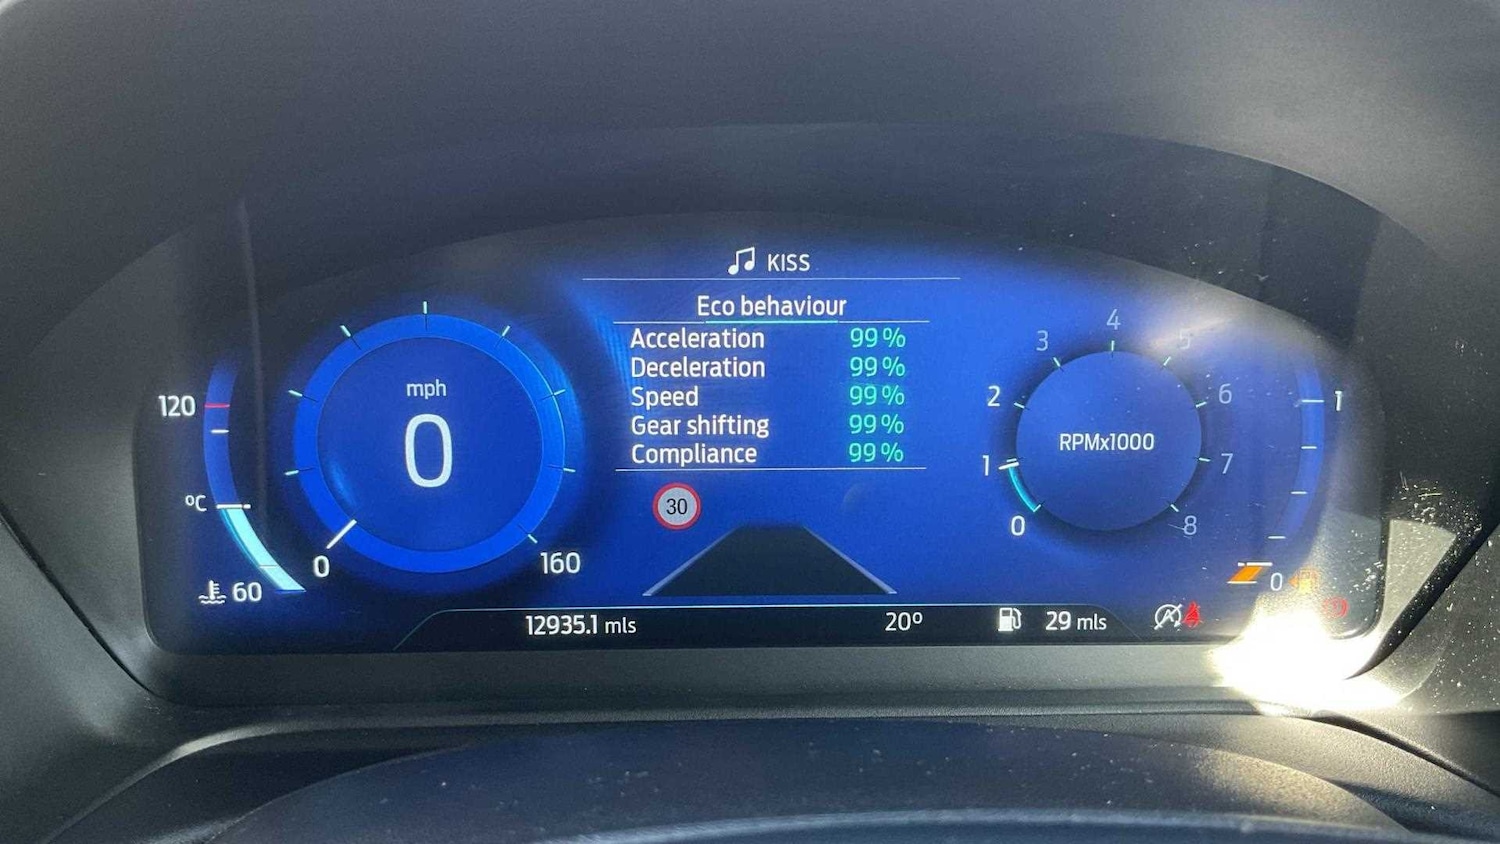 KISS
Eco behaviour
Acceleration 99%
Deceleration 99%
Speed 99%
Gear shifting 99%
Compliance 99%
30
120
°C
60
mph
0
0
160
0
1
2
3
4
5
6
7
8
RPMx1000
1
0
12935.1 mls
20°
29 mls